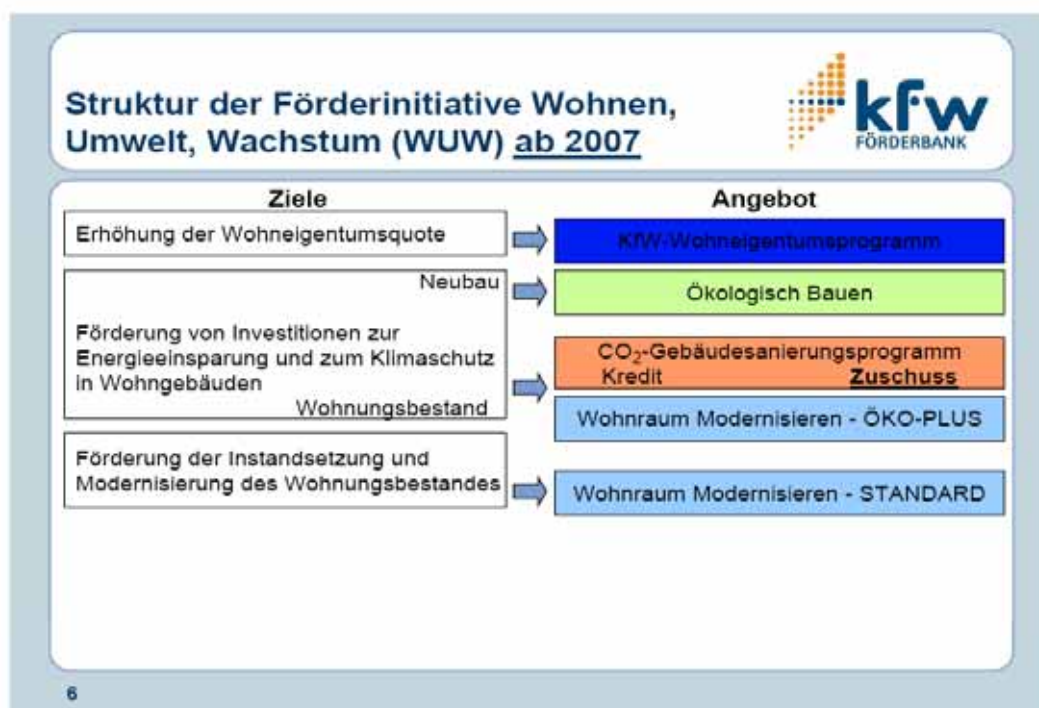 Struktur der Förderinitiative Wohnen,
Umwelt, Wachstum (WUW) ab 2007
kfw
FÖRDERBANK
Ziele
Angebot
Erhöhung der Wohneigentumsquote
KfW-Wohneigentumsprogramm
Neubau
Ökologisch Bauen
Förderung von Investitionen zur
Energieeinsparung und zum Klimaschutz
in Wohngebäuden
Wohnungsbestand
CO₂-Gebäudesanierungsprogramm
Kredit Zuschuss
Wohnraum Modernisieren - ÖKO-PLUS
Förderung der Instandsetzung und
Modernisierung des Wohnungsbestandes
Wohnraum Modernisieren - STANDARD
6